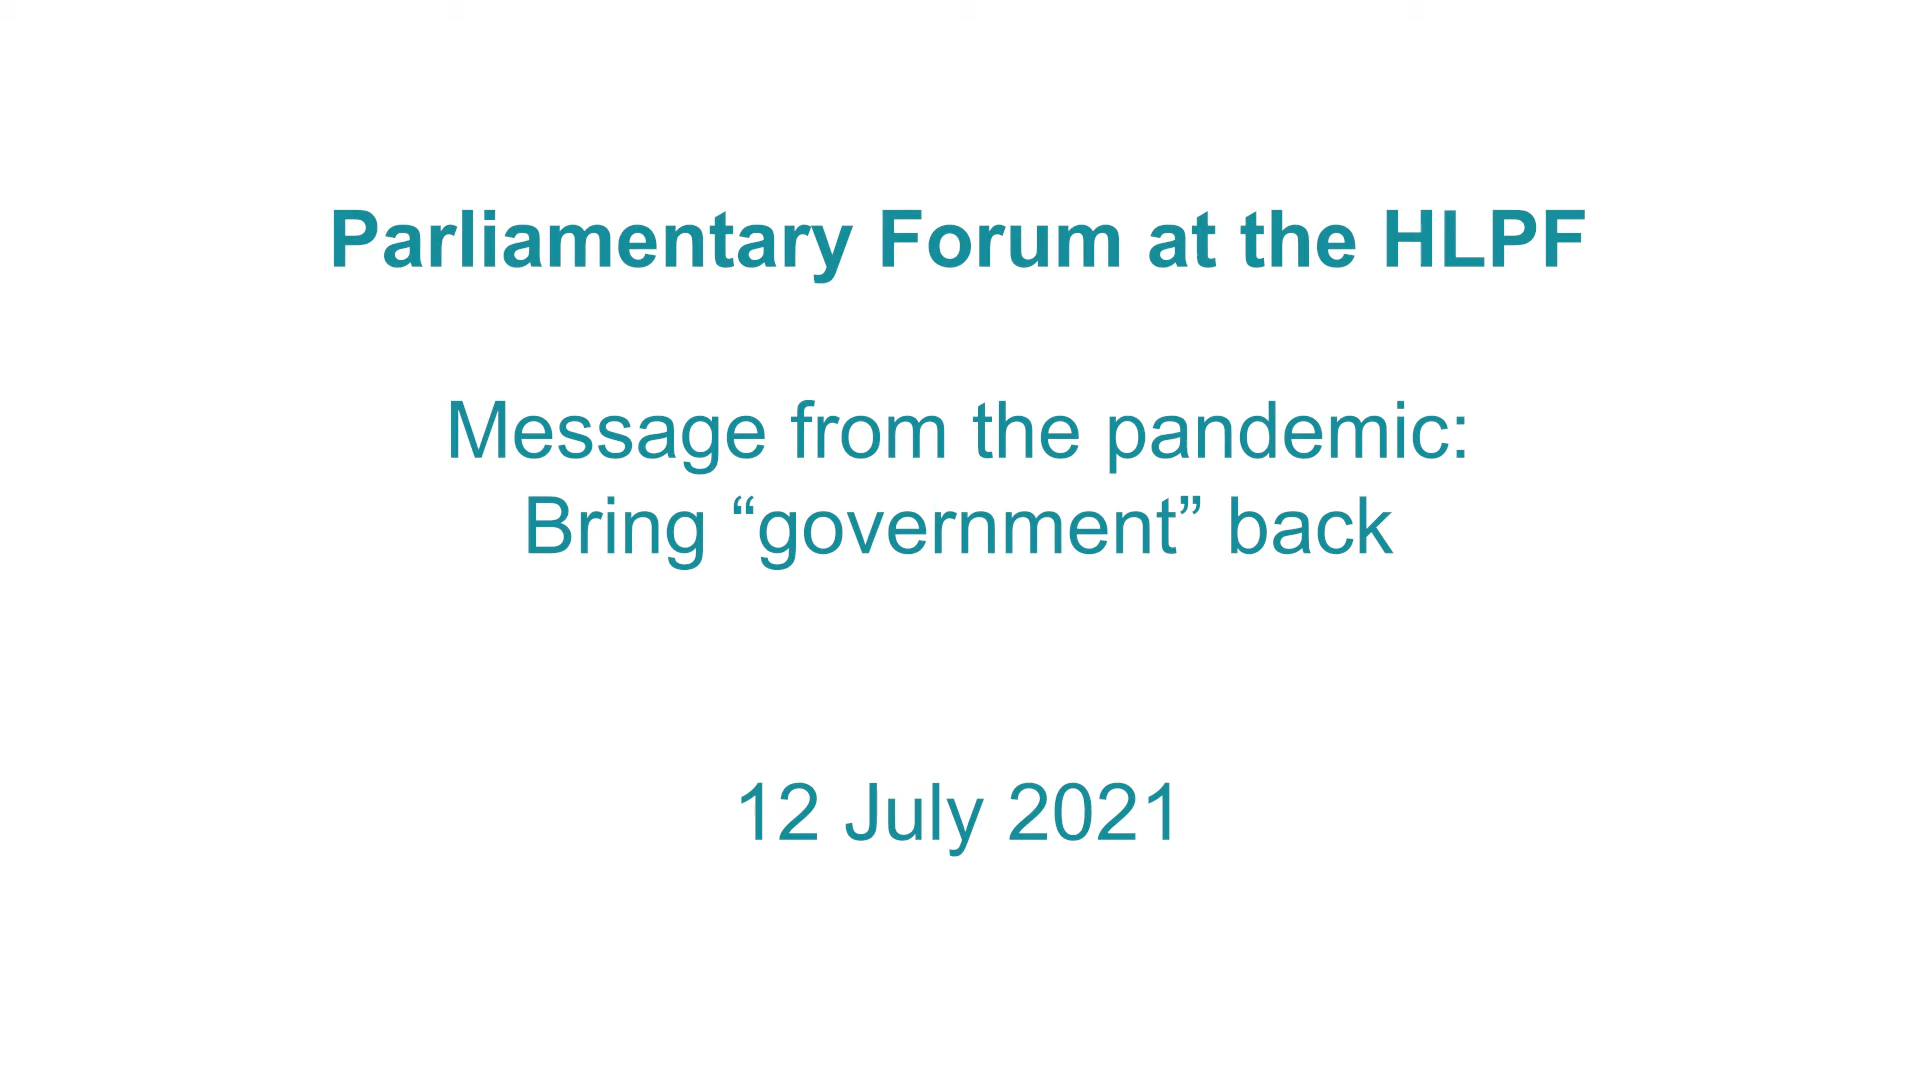 Parliamentary Forum at the HLPF
Message from the pandemic:
Bring “government” back
12 July 2021